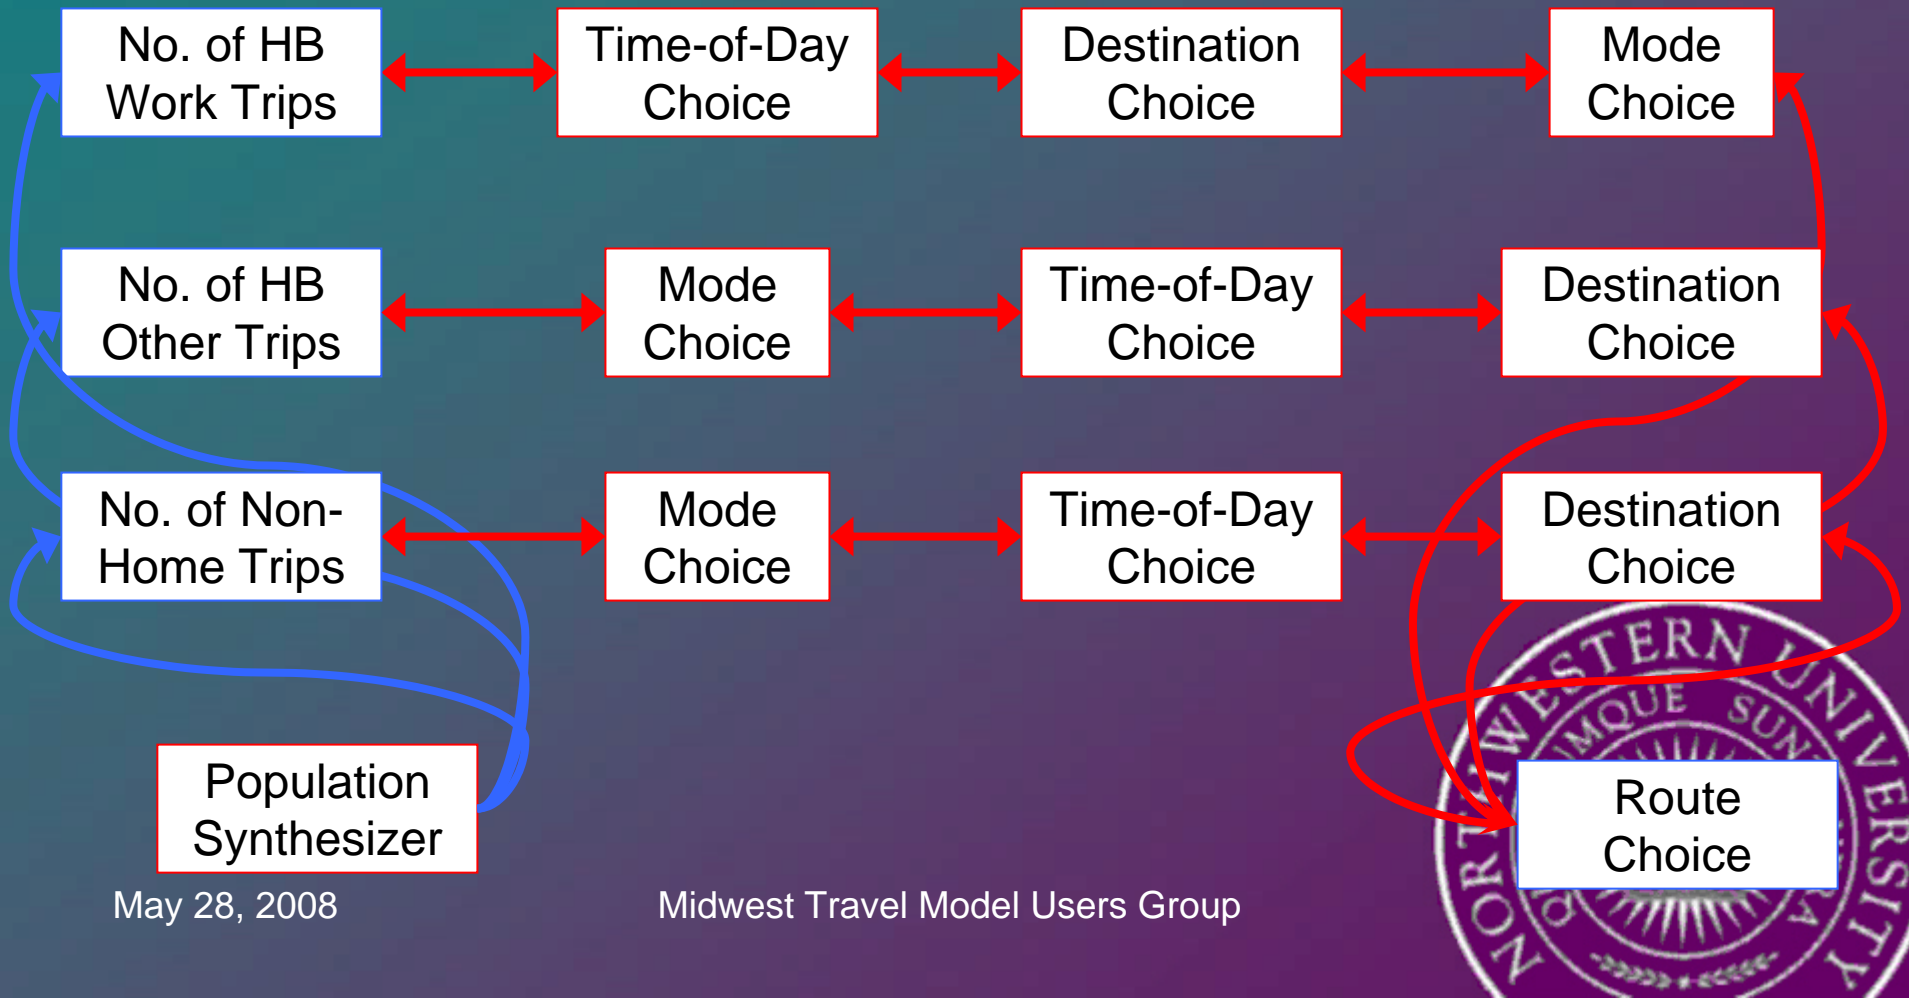 No. of HB
Work Trips
Time-of-Day
Choice
Destination
Choice
Mode
Choice
No. of HB
Other Trips
Mode
Choice
Time-of-Day
Choice
Destination
Choice
No. of Non-
Home Trips
Mode
Choice
Time-of-Day
Choice
Destination
Choice
Population
Synthesizer
Route
Choice
May 28, 2008
Midwest Travel Model Users Group
NORTHWESTERN UNIVERSITY